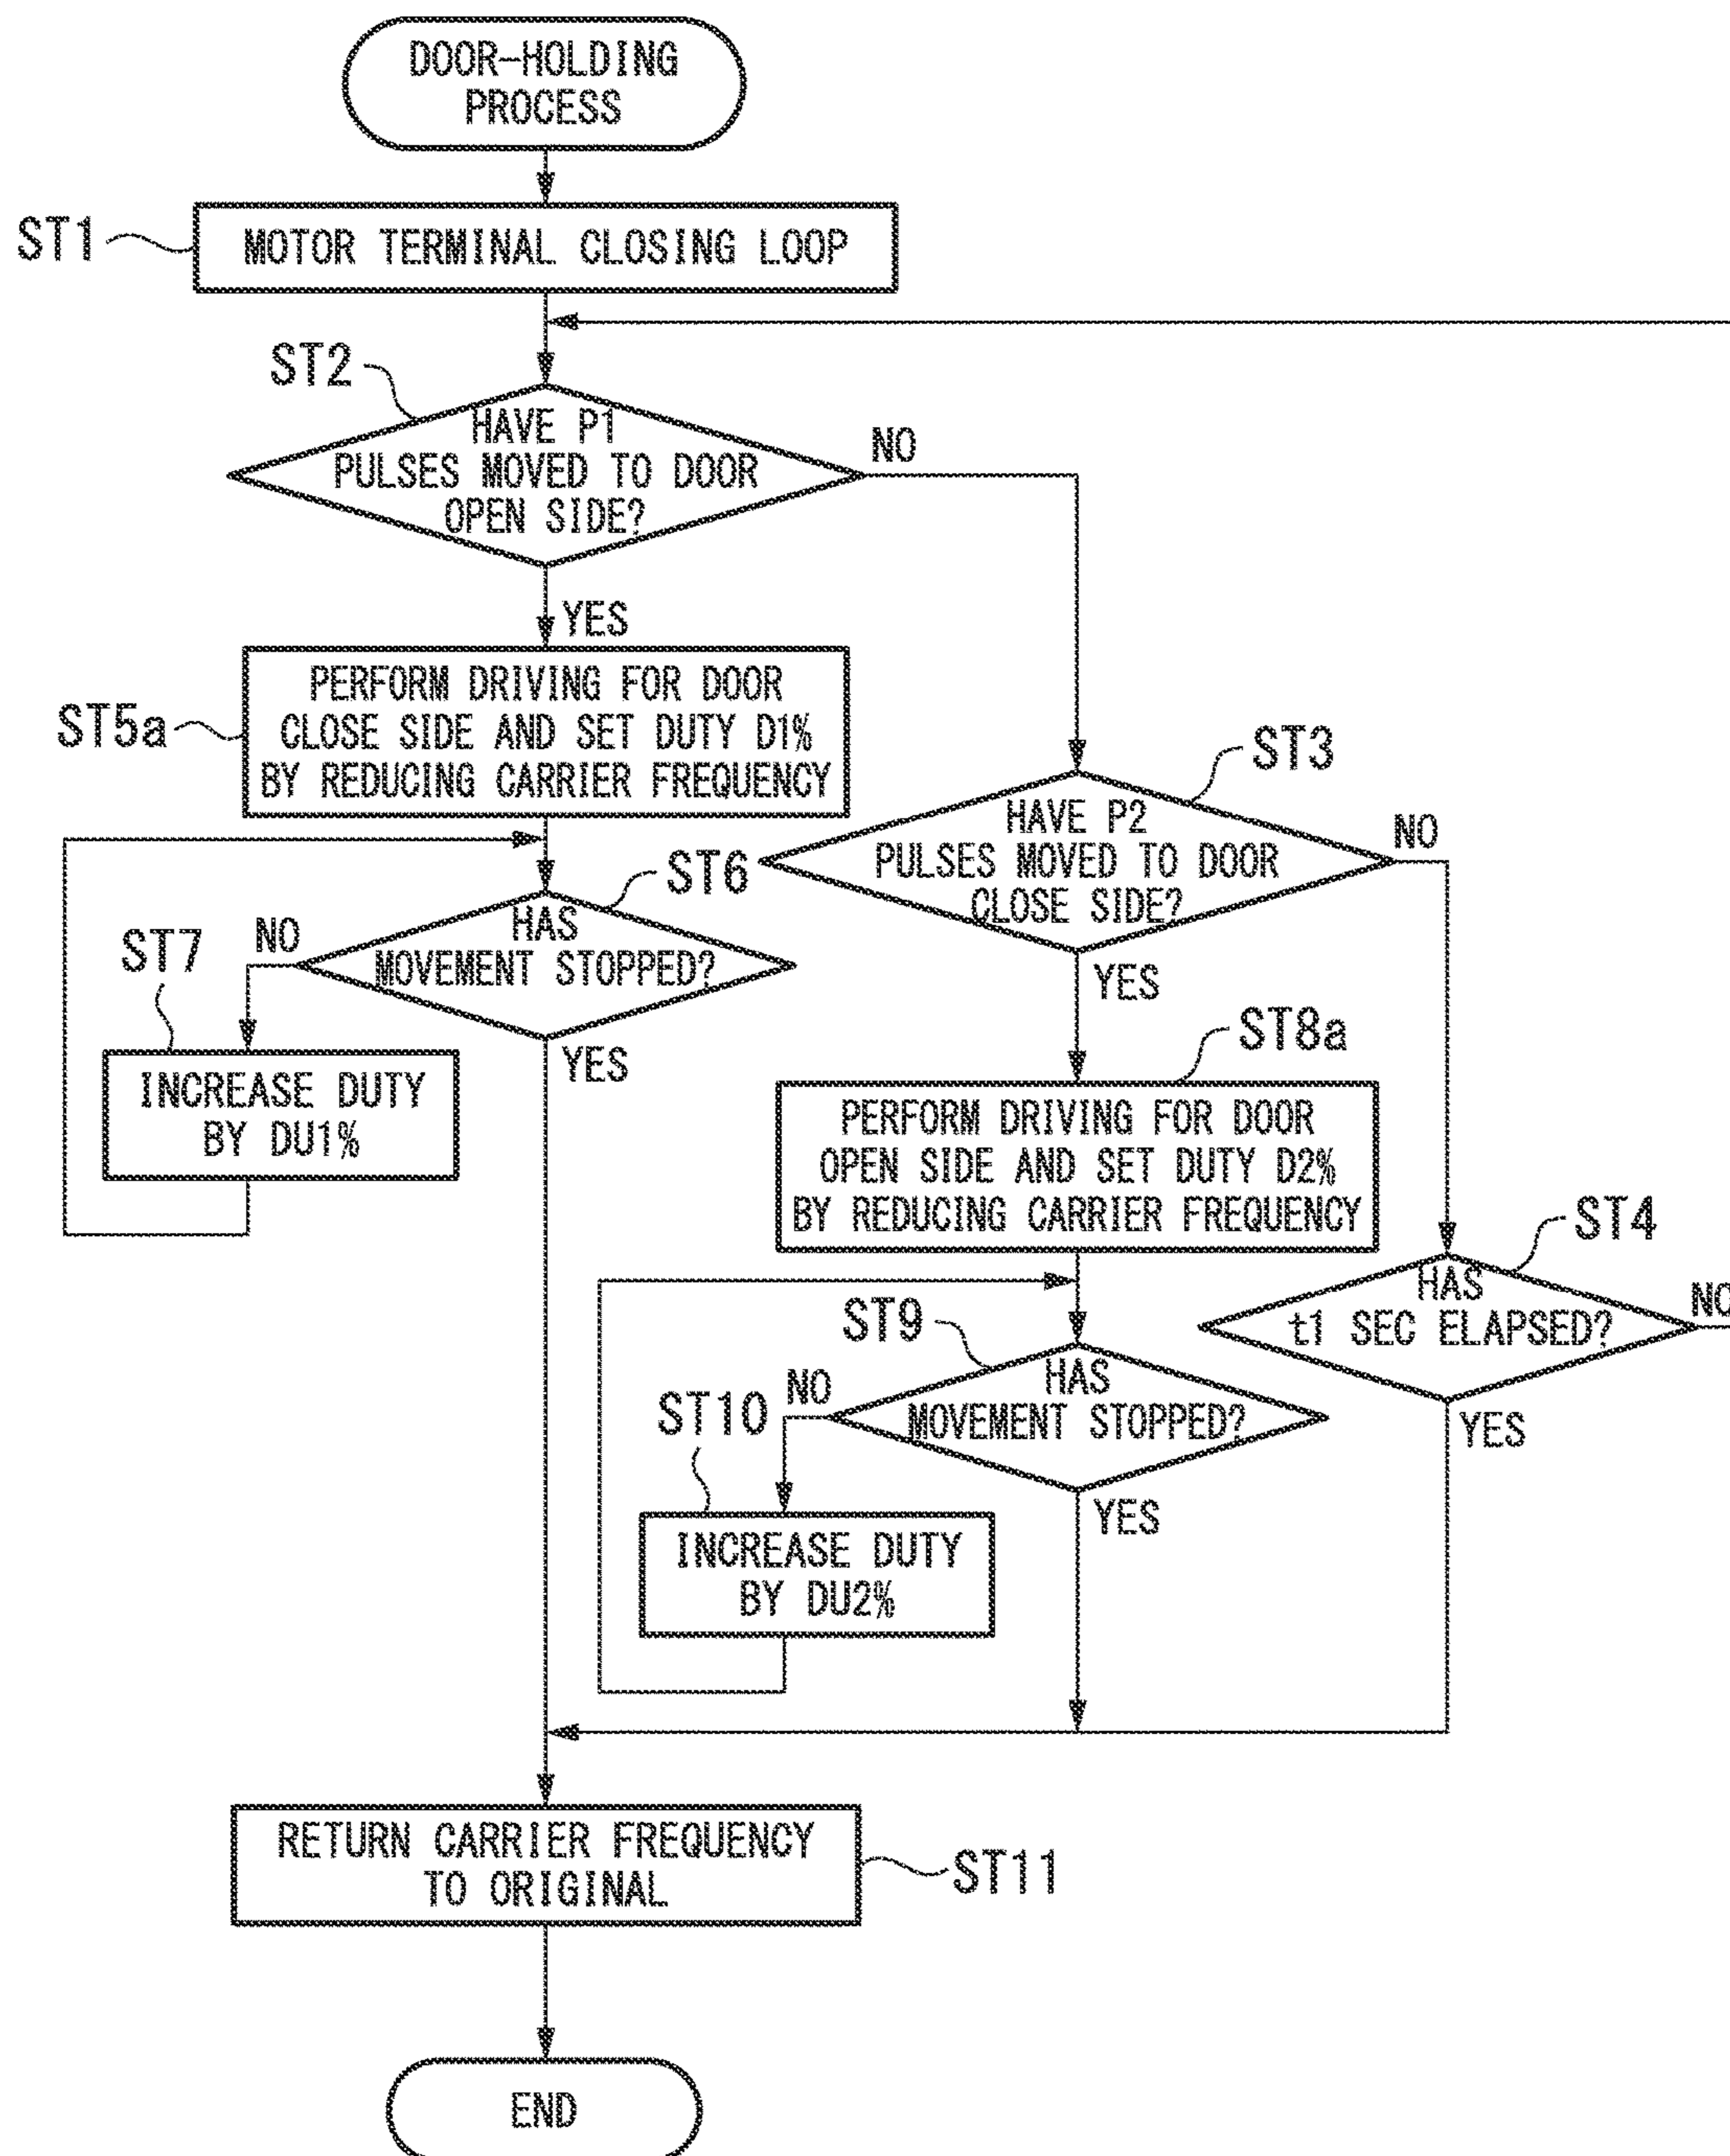 DOOR-HOLDING
PROCESS
ST1
MOTOR TERMINAL CLOSING LOOP
ST2
HAVE P1
PULSES MOVED TO DOOR
OPEN SIDE?
NO
YES
ST5a
PERFORM DRIVING FOR DOOR
CLOSE SIDE AND SET DUTY D1%
BY REDUCING CARRIER FREQUENCY
ST3
HAVE P2
PULSES MOVED TO DOOR
CLOSE SIDE?
NO
YES
ST6
HAS
MOVEMENT STOPPED?
NO
YES
ST7
INCREASE DUTY
BY DU1%
ST8a
PERFORM DRIVING FOR DOOR
OPEN SIDE AND SET DUTY D2%
BY REDUCING CARRIER FREQUENCY
ST4
HAS
t1 SEC ELAPSED?
NO
YES
ST9
HAS
MOVEMENT STOPPED?
NO
YES
ST10
INCREASE DUTY
BY DU2%
RETURN CARRIER FREQUENCY
TO ORIGINAL
ST11
END